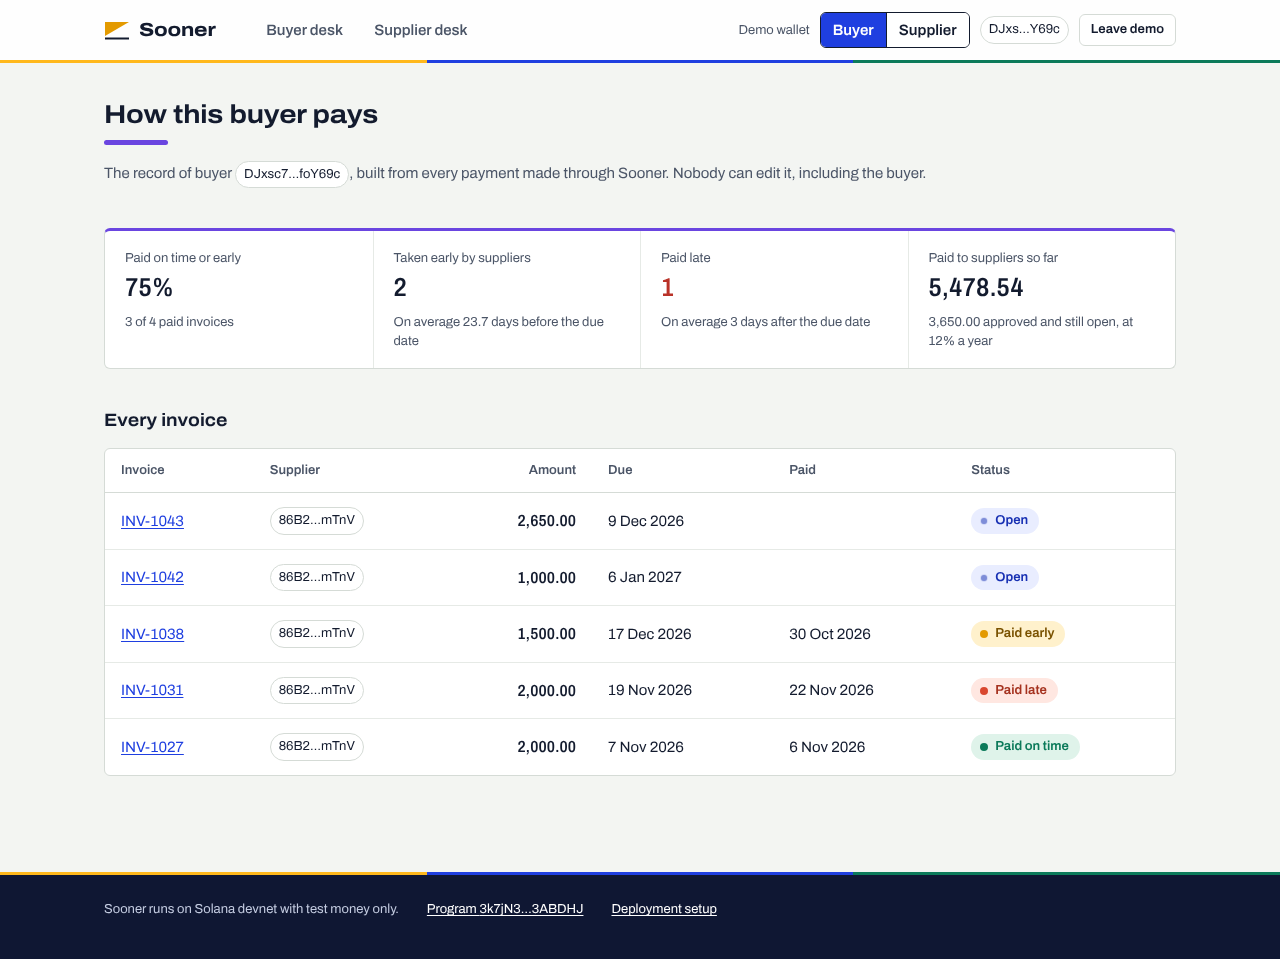 Sooner
Buyer desk
Supplier desk
Demo wallet
Buyer
Supplier
DJxs...Y69c
Leave demo
How this buyer pays
The record of buyer DJxsc7...foY69c, built from every payment made through Sooner. Nobody can edit it, including the buyer.
Paid on time or early
75%
3 of 4 paid invoices
Taken early by suppliers
2
On average 23.7 days before the due
date
Paid late
1
On average 3 days after the due date
Paid to suppliers so far
5,478.54
3,650.00 approved and still open, at
12% a year
Every invoice
Invoice Supplier Amount Due Paid Status
INV-1043 86B2...mTnV 2,650.00 9 Dec 2026 Open
INV-1042 86B2...mTnV 1,000.00 6 Jan 2027 Open
INV-1038 86B2...mTnV 1,500.00 17 Dec 2026 30 Oct 2026 Paid early
INV-1031 86B2...mTnV 2,000.00 19 Nov 2026 22 Nov 2026 Paid late
INV-1027 86B2...mTnV 2,000.00 7 Nov 2026 6 Nov 2026 Paid on time
Sooner runs on Solana devnet with test money only.
Program 3k7jN3...3ABDHJ
Deployment setup